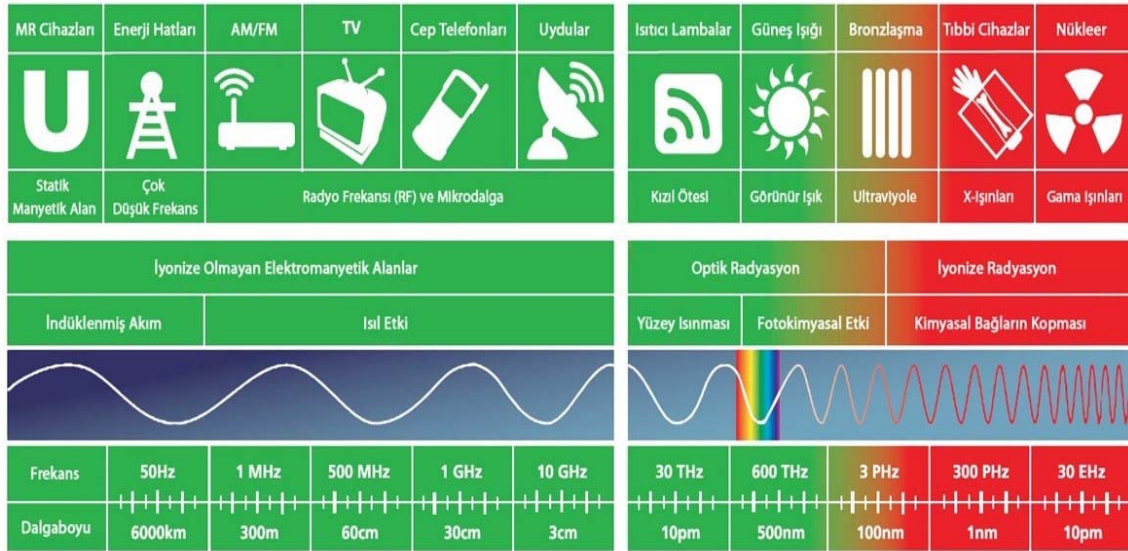 MR Cihazları Enerji Hatları AM/FM TV Cep Telefonları Uydular Isıtıcı Lambalar Güneş Işığı Bronzlaşma Tıbbi Cihazlar Nükleer
Statik Manyetik Alan
Çok Düşük Frekans
Radyo Frekansı (RF) ve Mikrodalga
Kızıl Ötesi Görünür Işık Ultraviyole X-Işınları Gama Işınları
İyonize Olmayan Elektromanyetik Alanlar Optik Radyasyon İyonize Radyasyon
İndüklenmiş Akım Isıl Etki Yüzey Isınması Fotokimyasal Etki Kimyasal Bağların Kopması
Frekans 50Hz 1 MHz 500 MHz 1 GHz 10 GHz 30 THz 600 THz 3 PHz 300 PHz 30 EHz
Dalgaboyu 6000km 300m 60cm 30cm 3cm 10pm 500nm 100nm 1nm 10pm